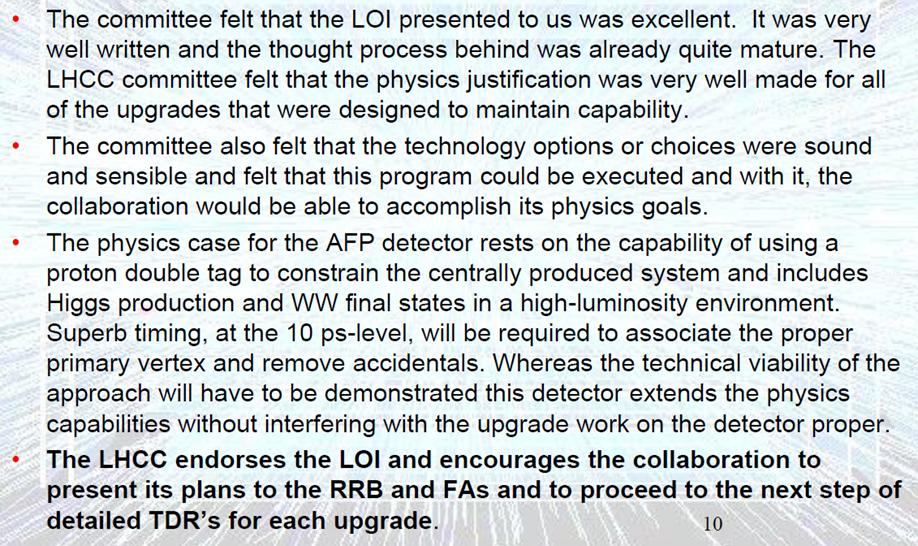 • The committee felt that the LOI presented to us was excellent.  It was very
well written and the thought process behind was already quite mature. The
LHCC committee felt that the physics justification was very well made for all
of the upgrades that were designed to maintain capability.
• The committee also felt that the technology options or choices were sound
and sensible and felt that this program could be executed and with it, the
collaboration would be able to accomplish its physics goals.
• The physics case for the AFP detector rests on the capability of using a
proton double tag to constrain the centrally produced system and includes
Higgs production and WW final states in a high-luminosity environment.
Superb timing, at the 10 ps-level, will be required to associate the proper
primary vertex and remove accidentals. Whereas the technical viability of the
approach will have to be demonstrated this detector extends the physics
capabilities without interfering with the upgrade work on the detector proper.
• The LHCC endorses the LOI and encourages the collaboration to
present its plans to the RRB and FAs and to proceed to the next step of
detailed TDR's for each upgrade.
10